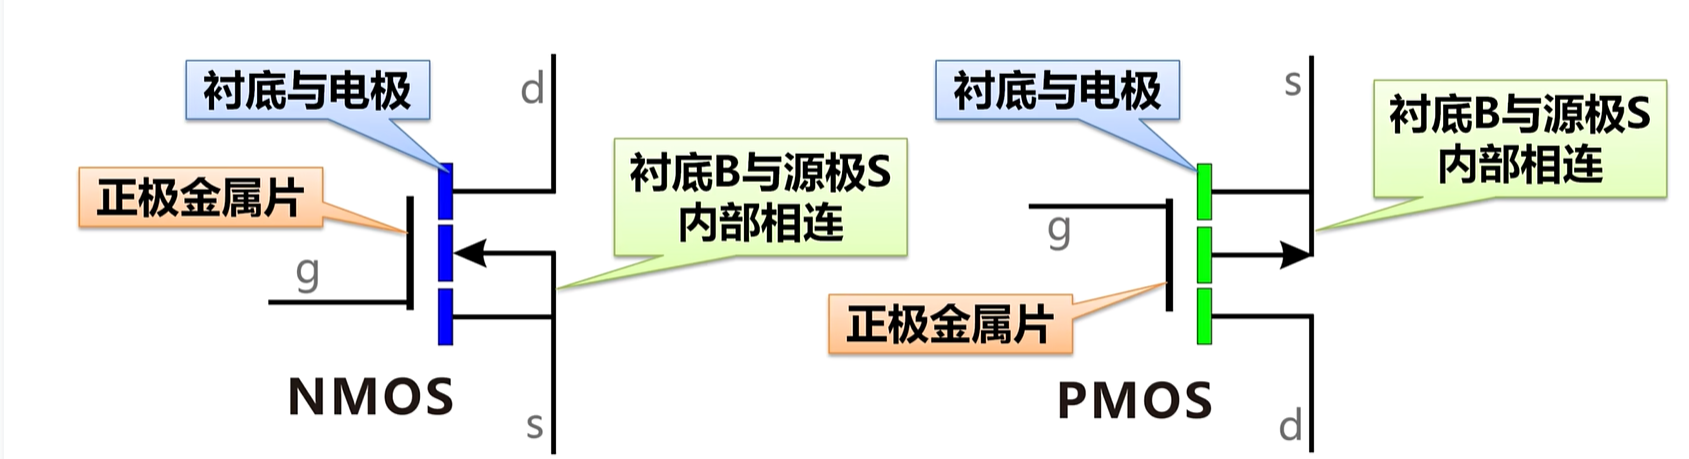 衬底与电极
d
正极金属片
衬底B与源极S
内部相连
g
NMOS
s
衬底与电极
s
衬底B与源极S
内部相连
g
正极金属片
PMOS
d